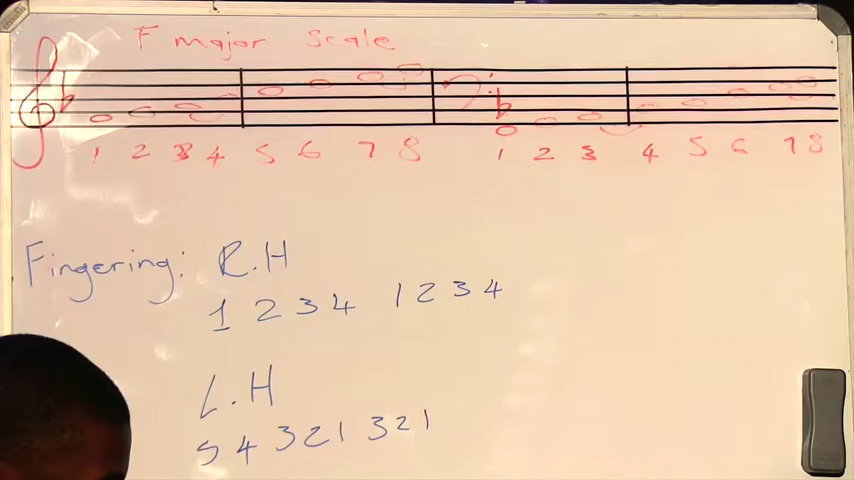 F major Scale
1 2 3 4 5 6 7 8 1 2 3 4 5 6 7 8
Fingering: R.H
1 2 3 4 1 2 3 4
L.H
5 4 3 2 1 3 2 1